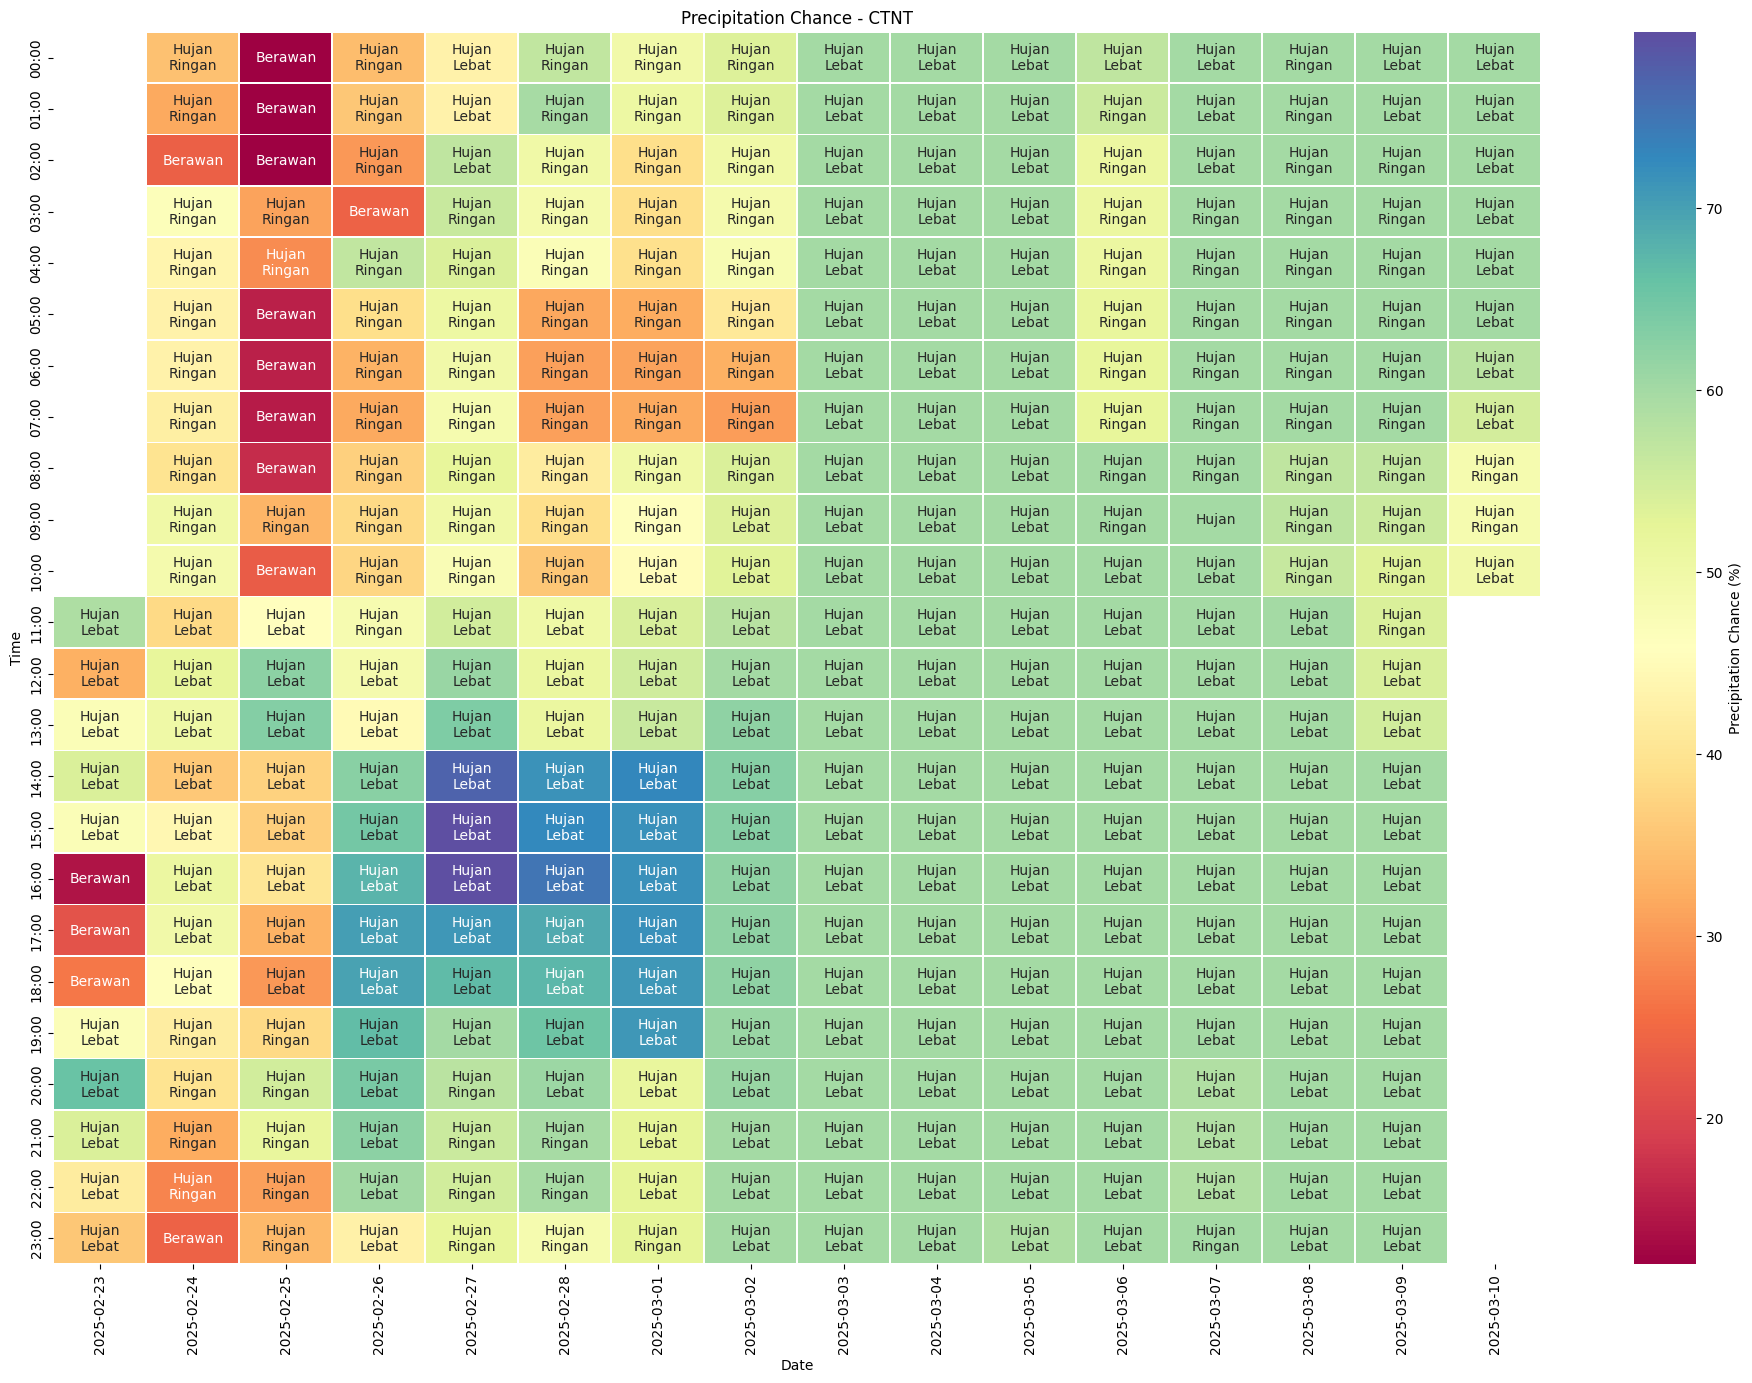 Precipitation Chance - CTNT
00:00 Hujan Ringan Berawan Hujan Ringan Hujan Lebat Hujan Ringan Hujan Ringan Hujan Ringan Hujan Lebat Hujan Lebat Hujan Lebat Hujan Lebat Hujan Lebat Hujan Ringan Hujan Lebat Hujan Lebat
01:00 Hujan Ringan Berawan Hujan Ringan Hujan Lebat Hujan Ringan Hujan Ringan Hujan Ringan Hujan Lebat Hujan Lebat Hujan Lebat Hujan Ringan Hujan Lebat Hujan Ringan Hujan Lebat Hujan Lebat
02:00 Berawan Berawan Hujan Ringan Hujan Lebat Hujan Ringan Hujan Ringan Hujan Ringan Hujan Lebat Hujan Lebat Hujan Lebat Hujan Ringan Hujan Lebat Hujan Ringan Hujan Ringan Hujan Lebat
03:00 Hujan Ringan Hujan Ringan Berawan Hujan Ringan Hujan Ringan Hujan Ringan Hujan Ringan Hujan Lebat Hujan Lebat Hujan Lebat Hujan Ringan Hujan Ringan Hujan Ringan Hujan Ringan Hujan Lebat
04:00 Hujan Ringan Hujan Ringan Hujan Ringan Hujan Ringan Hujan Ringan Hujan Ringan Hujan Ringan Hujan Lebat Hujan Lebat Hujan Lebat Hujan Ringan Hujan Ringan Hujan Ringan Hujan Ringan Hujan Lebat
05:00 Hujan Ringan Berawan Hujan Ringan Hujan Ringan Hujan Ringan Hujan Ringan Hujan Ringan Hujan Lebat Hujan Lebat Hujan Lebat Hujan Ringan Hujan Ringan Hujan Ringan Hujan Ringan Hujan Lebat
06:00 Hujan Ringan Berawan Hujan Ringan Hujan Ringan Hujan Ringan Hujan Ringan Hujan Ringan Hujan Lebat Hujan Lebat Hujan Lebat Hujan Ringan Hujan Ringan Hujan Ringan Hujan Ringan Hujan Lebat
07:00 Hujan Ringan Berawan Hujan Ringan Hujan Ringan Hujan Ringan Hujan Ringan Hujan Ringan Hujan Lebat Hujan Lebat Hujan Lebat Hujan Ringan Hujan Ringan Hujan Ringan Hujan Ringan Hujan Lebat
08:00 Hujan Ringan Berawan Hujan Ringan Hujan Ringan Hujan Ringan Hujan Ringan Hujan Ringan Hujan Lebat Hujan Lebat Hujan Lebat Hujan Ringan Hujan Ringan Hujan Ringan Hujan Ringan Hujan Ringan
09:00 Hujan Ringan Hujan Ringan Hujan Ringan Hujan Ringan Hujan Ringan Hujan Ringan Hujan Lebat Hujan Lebat Hujan Lebat Hujan Lebat Hujan Ringan Hujan Hujan Ringan Hujan Ringan Hujan Ringan
10:00 Hujan Ringan Berawan Hujan Ringan Hujan Ringan Hujan Ringan Hujan Lebat Hujan Lebat Hujan Lebat Hujan Lebat Hujan Lebat Hujan Lebat Hujan Lebat Hujan Ringan Hujan Ringan Hujan Lebat
11:00 Hujan Lebat Hujan Lebat Hujan Lebat Hujan Ringan Hujan Lebat Hujan Lebat Hujan Lebat Hujan Lebat Hujan Lebat Hujan Lebat Hujan Lebat Hujan Lebat Hujan Lebat Hujan Lebat Hujan Ringan
12:00 Hujan Lebat Hujan Lebat Hujan Lebat Hujan Lebat Hujan Lebat Hujan Lebat Hujan Lebat Hujan Lebat Hujan Lebat Hujan Lebat Hujan Lebat Hujan Lebat Hujan Lebat Hujan Lebat Hujan Lebat
13:00 Hujan Lebat Hujan Lebat Hujan Lebat Hujan Lebat Hujan Lebat Hujan Lebat Hujan Lebat Hujan Lebat Hujan Lebat Hujan Lebat Hujan Lebat Hujan Lebat Hujan Lebat Hujan Lebat Hujan Lebat
14:00 Hujan Lebat Hujan Lebat Hujan Lebat Hujan Lebat Hujan Lebat Hujan Lebat Hujan Lebat Hujan Lebat Hujan Lebat Hujan Lebat Hujan Lebat Hujan Lebat Hujan Lebat Hujan Lebat Hujan Lebat
15:00 Hujan Lebat Hujan Lebat Hujan Lebat Hujan Lebat Hujan Lebat Hujan Lebat Hujan Lebat Hujan Lebat Hujan Lebat Hujan Lebat Hujan Lebat Hujan Lebat Hujan Lebat Hujan Lebat Hujan Lebat
16:00 Berawan Hujan Lebat Hujan Lebat Hujan Lebat Hujan Lebat Hujan Lebat Hujan Lebat Hujan Lebat Hujan Lebat Hujan Lebat Hujan Lebat Hujan Lebat Hujan Lebat Hujan Lebat Hujan Lebat
17:00 Berawan Hujan Lebat Hujan Lebat Hujan Lebat Hujan Lebat Hujan Lebat Hujan Lebat Hujan Lebat Hujan Lebat Hujan Lebat Hujan Lebat Hujan Lebat Hujan Lebat Hujan Lebat Hujan Lebat
18:00 Berawan Hujan Lebat Hujan Lebat Hujan Lebat Hujan Lebat Hujan Lebat Hujan Lebat Hujan Lebat Hujan Lebat Hujan Lebat Hujan Lebat Hujan Lebat Hujan Lebat Hujan Lebat Hujan Lebat
19:00 Hujan Lebat Hujan Ringan Hujan Ringan Hujan Lebat Hujan Lebat Hujan Lebat Hujan Lebat Hujan Lebat Hujan Lebat Hujan Lebat Hujan Lebat Hujan Lebat Hujan Lebat Hujan Lebat Hujan Lebat
20:00 Hujan Lebat Hujan Ringan Hujan Ringan Hujan Lebat Hujan Ringan Hujan Lebat Hujan Lebat Hujan Lebat Hujan Lebat Hujan Lebat Hujan Lebat Hujan Lebat Hujan Lebat Hujan Lebat Hujan Lebat
21:00 Hujan Lebat Hujan Ringan Hujan Ringan Hujan Lebat Hujan Ringan Hujan Ringan Hujan Lebat Hujan Lebat Hujan Lebat Hujan Lebat Hujan Lebat Hujan Lebat Hujan Lebat Hujan Lebat Hujan Lebat
22:00 Hujan Lebat Hujan Ringan Hujan Ringan Hujan Lebat Hujan Ringan Hujan Ringan Hujan Lebat Hujan Lebat Hujan Lebat Hujan Lebat Hujan Lebat Hujan Lebat Hujan Lebat Hujan Lebat Hujan Lebat
23:00 Hujan Lebat Berawan Hujan Ringan Hujan Lebat Hujan Ringan Hujan Ringan Hujan Ringan Hujan Lebat Hujan Lebat Hujan Lebat Hujan Lebat Hujan Lebat Hujan Ringan Hujan Lebat Hujan Lebat
Time
2025-02-23 2025-02-24 2025-02-25 2025-02-26 2025-02-27 2025-02-28 2025-03-01 2025-03-02 2025-03-03 2025-03-04 2025-03-05 2025-03-06 2025-03-07 2025-03-08 2025-03-09 2025-03-10
Date
70
60
50
40
30
20
Precipitation Chance (%)